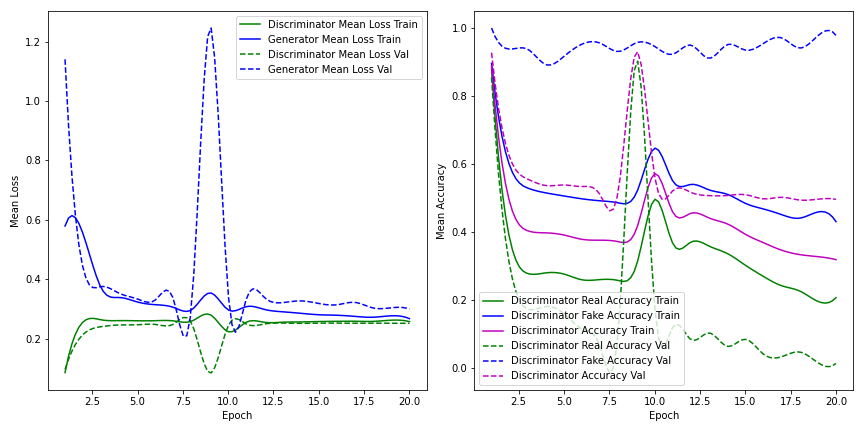 Discriminator Mean Loss Train
Generator Mean Loss Train
Discriminator Mean Loss Val
Generator Mean Loss Val
1.2
1.0
0.8
0.6
0.4
0.2
Mean Loss
2.5 5.0 7.5 10.0 12.5 15.0 17.5 20.0
Epoch
1.0
0.8
0.6
0.4
0.2
0.0
Mean Accuracy
Discriminator Real Accuracy Train
Discriminator Fake Accuracy Train
Discriminator Accuracy Train
Discriminator Real Accuracy Val
Discriminator Fake Accuracy Val
Discriminator Accuracy Val
2.5 5.0 7.5 10.0 12.5 15.0 17.5 20.0
Epoch